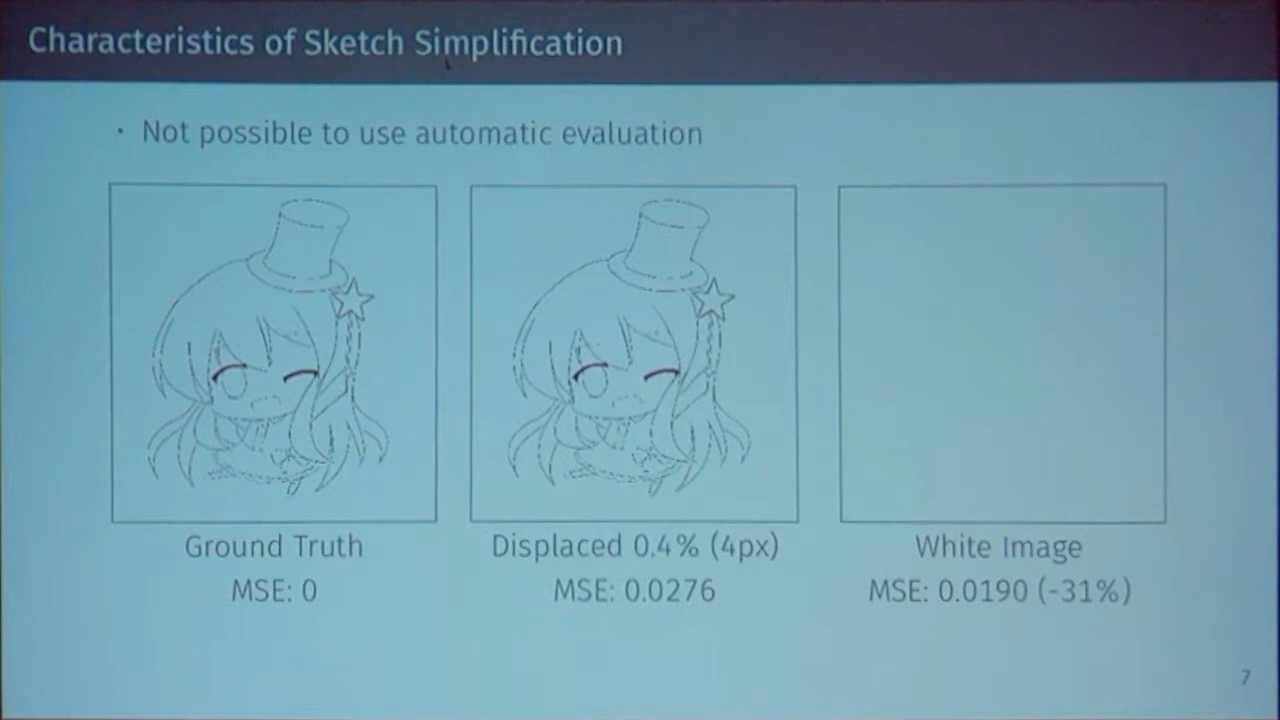 Characteristics of Sketch Simplification
· Not possible to use automatic evaluation
Ground Truth
MSE: 0
Displaced 0.4% (4px)
MSE: 0.0276
White Image
MSE: 0.0190 (-31%)
7